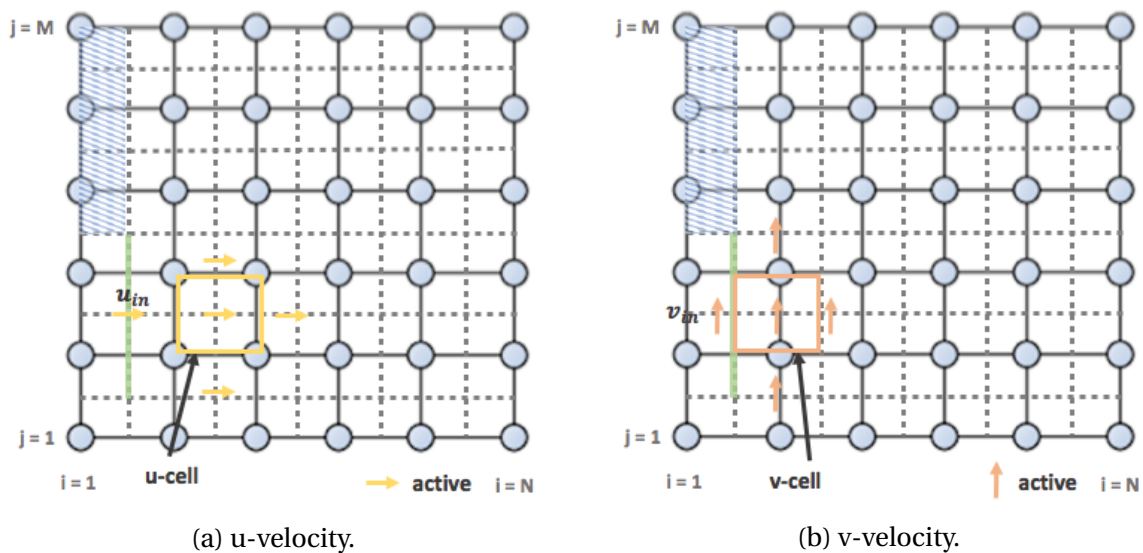 j = M
u_in
j = 1
i = 1
u-cell
active
i = N
(a) u-velocity.
j = M
v_in
j = 1
i = 1
v-cell
active
i = N
(b) v-velocity.